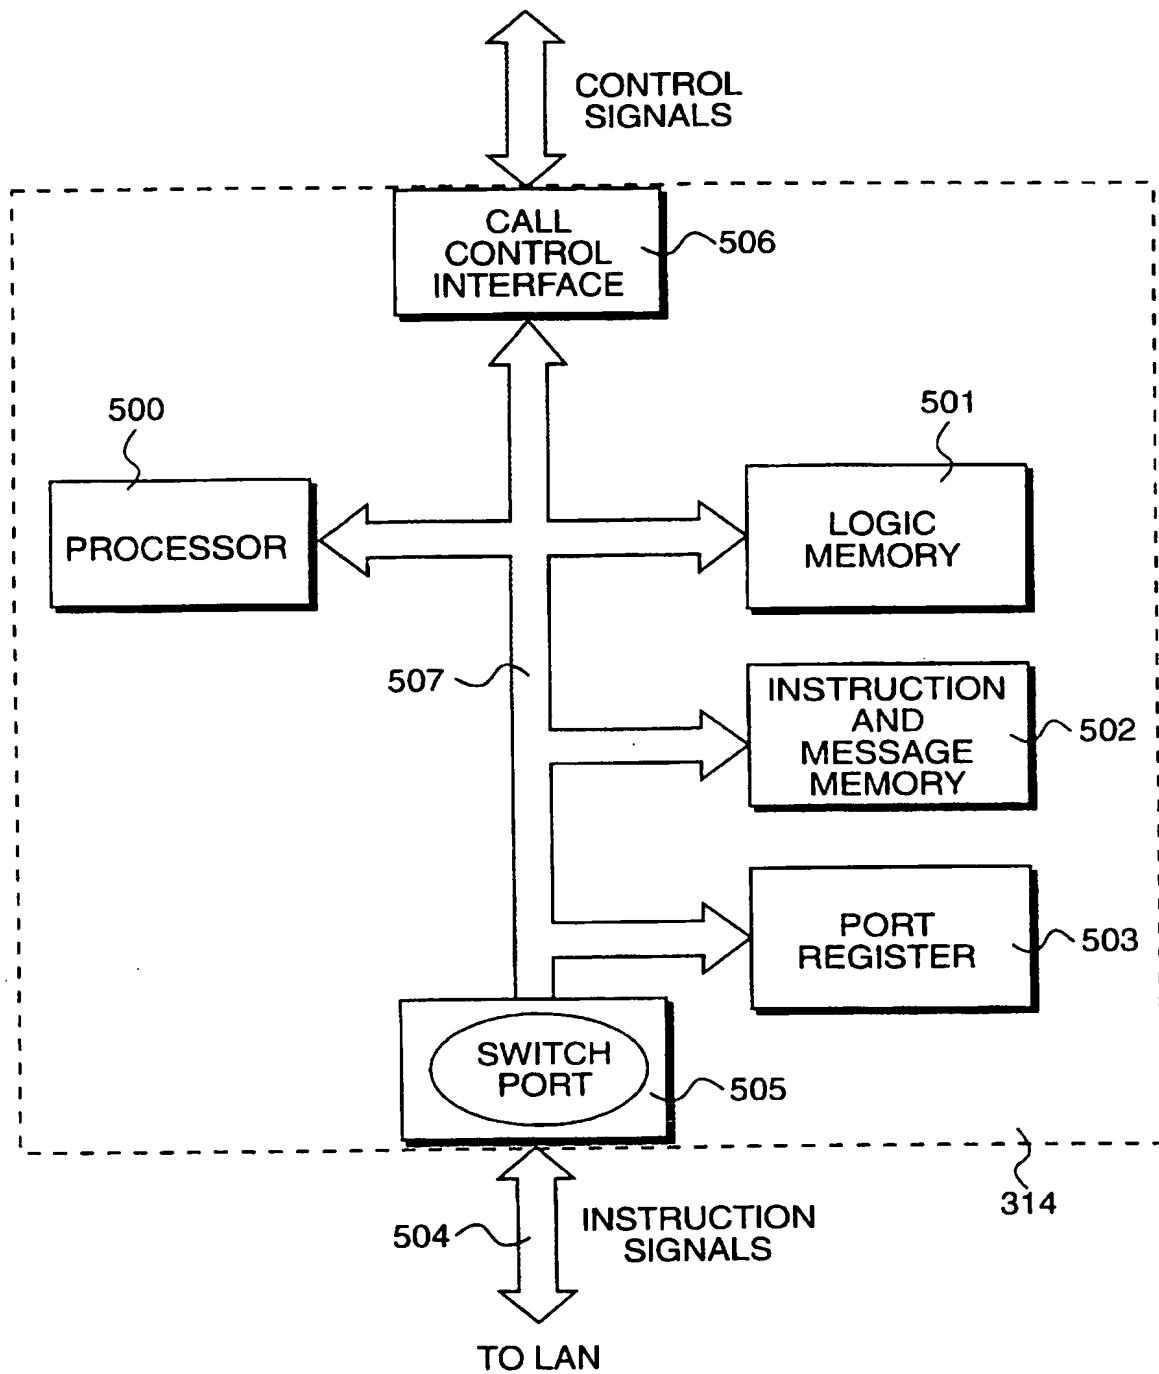 CONTROL
SIGNALS
CALL
CONTROL
INTERFACE
506
500
501
PROCESSOR
LOGIC
MEMORY
507
INSTRUCTION
AND
MESSAGE
MEMORY
502
PORT
REGISTER
503
SWITCH
PORT
505
314
504
INSTRUCTION
SIGNALS
TO LAN